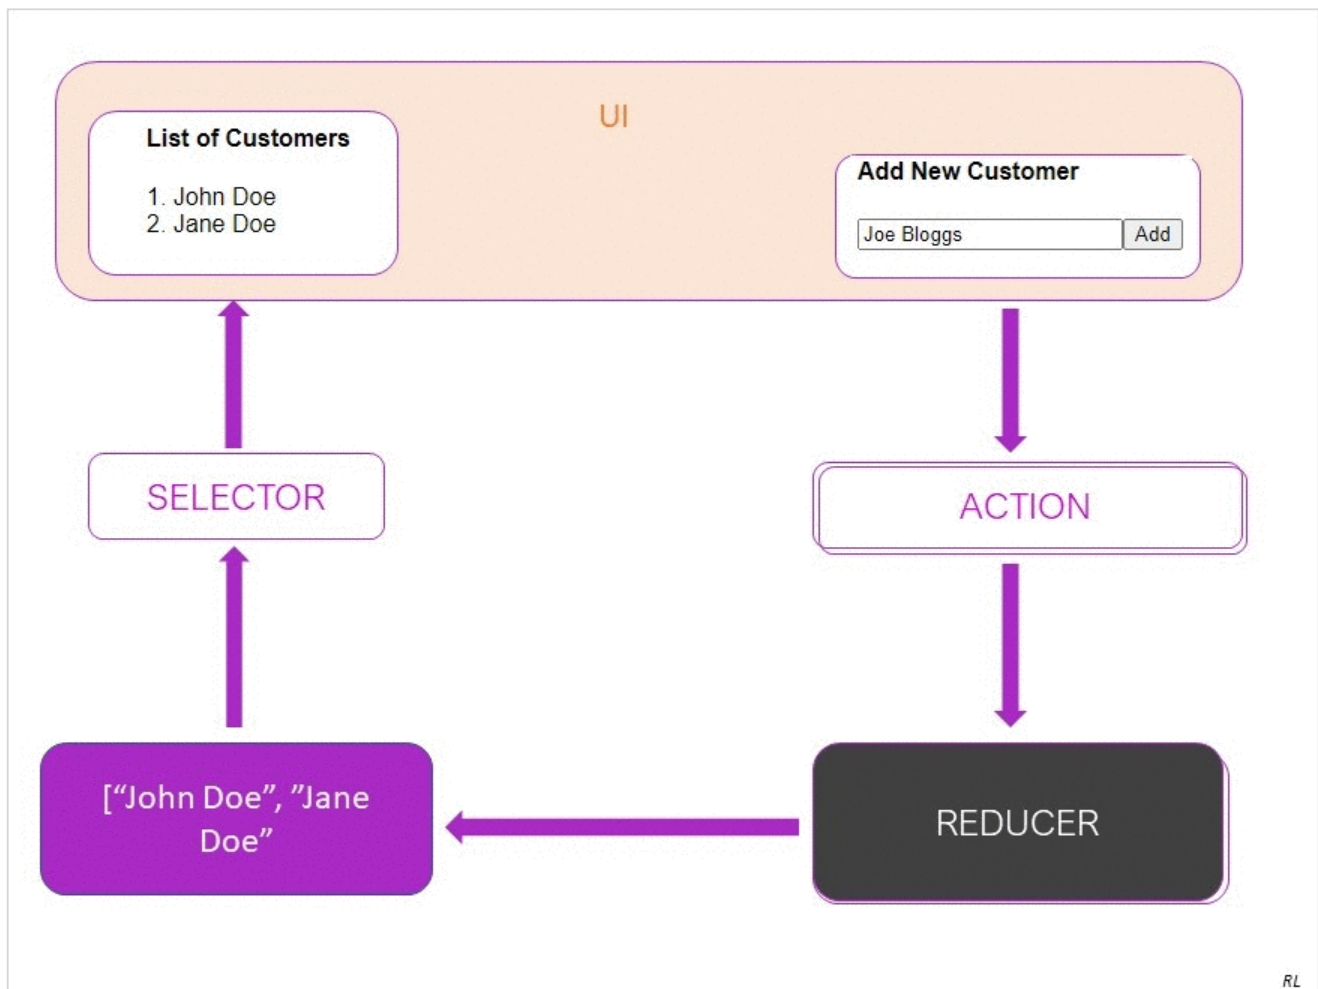 UI
List of Customers
1. John Doe
2. Jane Doe
Add New Customer
Joe Bloggs
Add
SELECTOR
ACTION
[“John Doe”, ”Jane
Doe”
REDUCER
RL